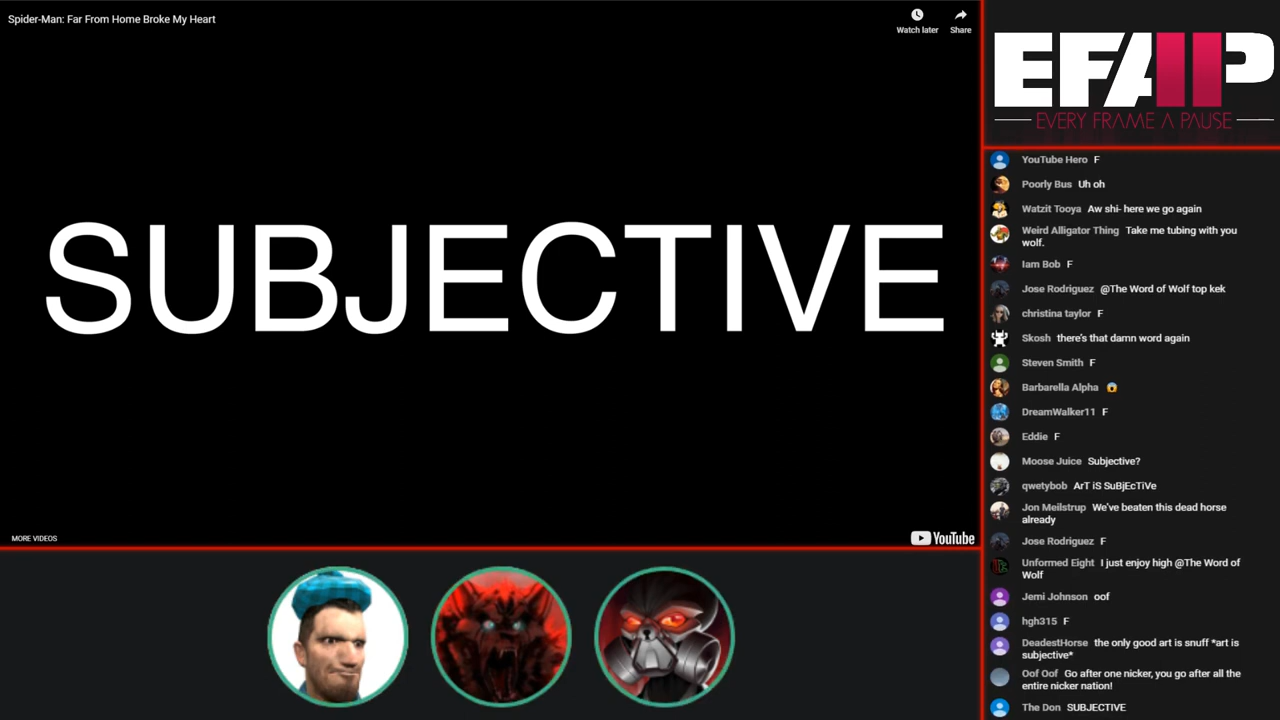 Spider-Man: Far From Home Broke My Heart
Watch later
Share
SUBJECTIVE
MORE VIDEOS
YouTube
EFAP
EVERY FRAME A PAUSE
YouTube Hero F
Poorly Bus Uh oh
Watzit Tooya Aw shi- here we go again
Weird Alligator Thing Take me tubing with you
wolf.
Iam Bob F
Jose Rodriguez @The Word of Wolf top kek
christina taylor F
Skosh there's that damn word again
Steven Smith F
Barbarella Alpha 😱
DreamWalker11 F
Eddie F
Moose Juice Subjective?
qwetybob ArT iS SuBjEcTiVe
Jon Meilstrup We've beaten this dead horse
already
Jose Rodriguez F
Unformed Eight I just enjoy high @The Word of
Wolf
Jemi Johnson oof
hgh315 F
DeadestHorse the only good art is snuff *art is
subjective*
Oof Oof Go after one nicker, you go after all the
entire nicker nation!
The Don SUBJECTIVE